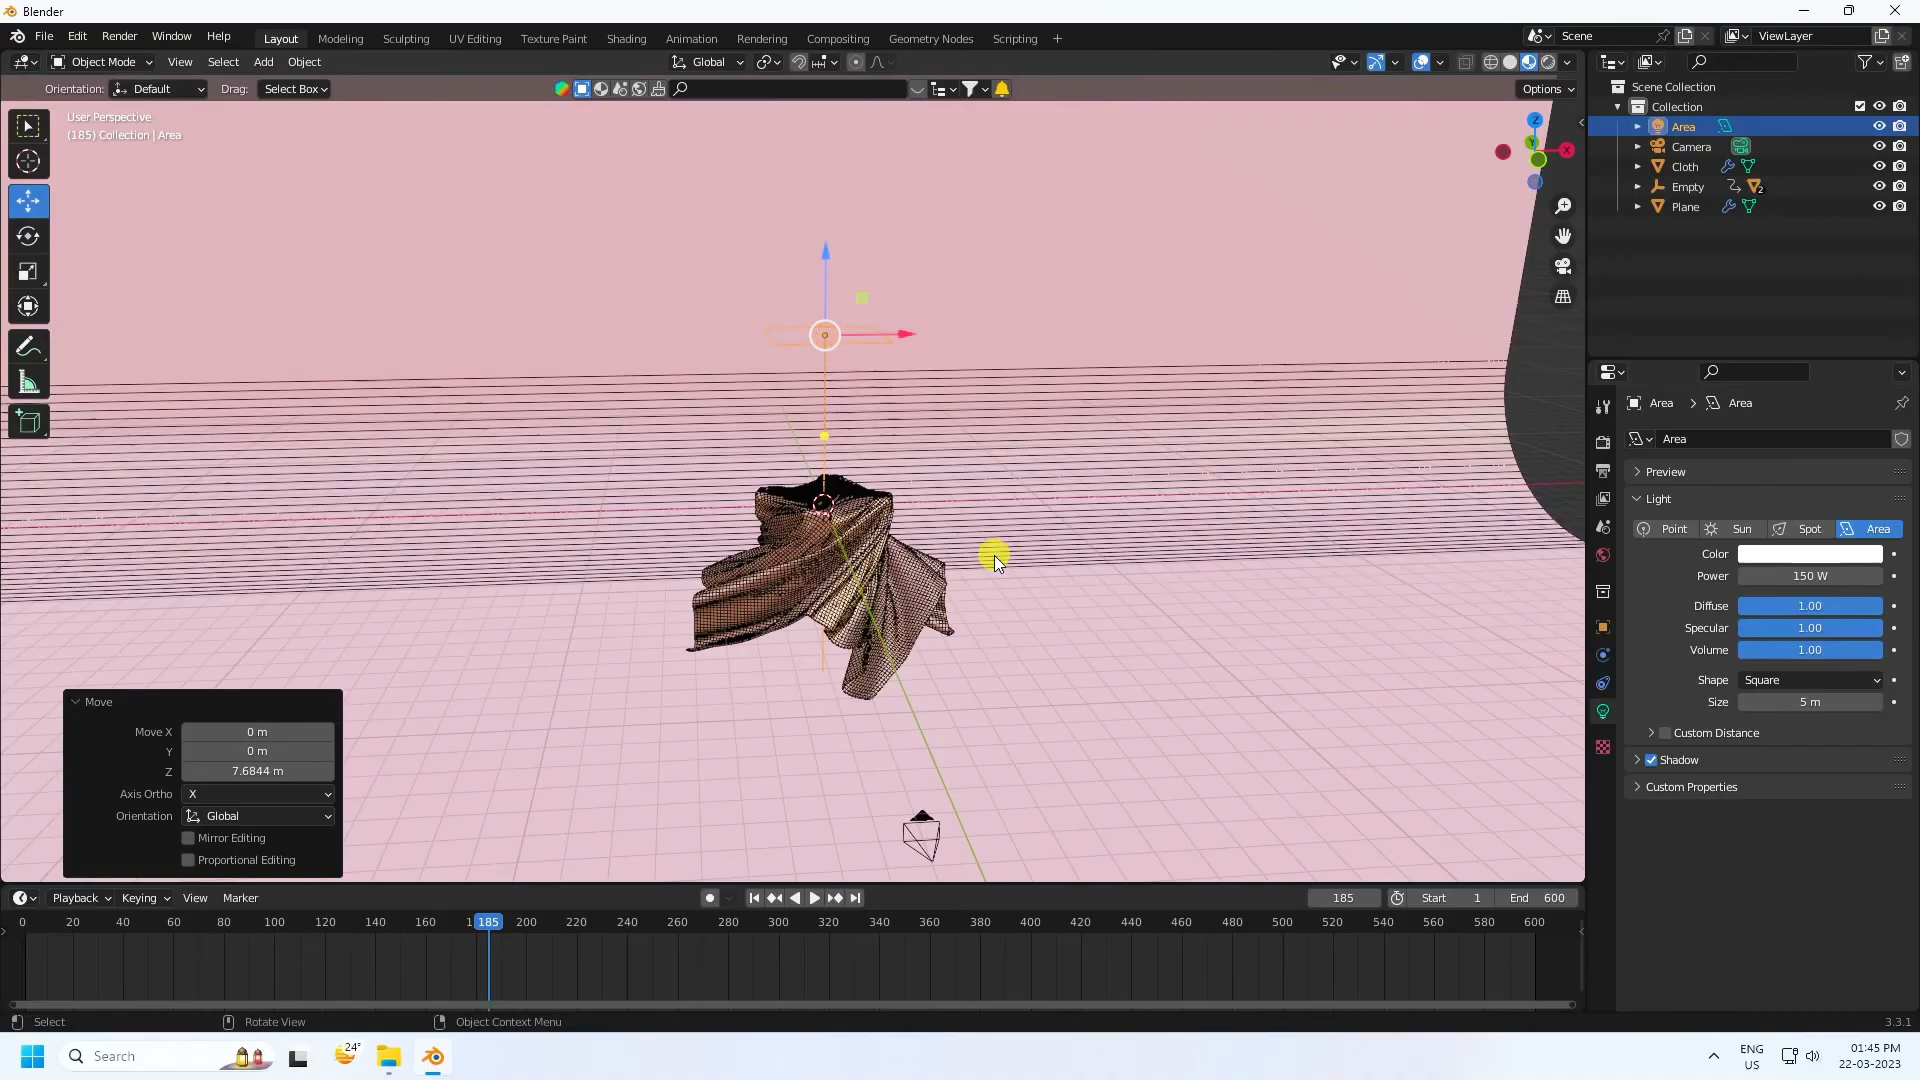 Blender
File Edit Render Window Help Layout Modeling Sculpting UV Editing Texture Paint Shading Animation Rendering Compositing Geometry Nodes Scripting + Scene ViewLayer
Object Mode View Select Add Object Global
Orientation: Default Drag: Select Box Options
User Perspective
(185) Collection | Area
Z
Y
X
Scene Collection
Collection
Area
Camera
Cloth
Empty 2
Plane
Area > Area
Area
Preview
Light
Point Sun Spot Area
Color
Power 150 W
Diffuse 1.00
Specular 1.00
Volume 1.00
Shape Square
Size 5 m
Custom Distance
Shadow
Custom Properties
Move
Move X 0 m
Y 0 m
Z 7.6844 m
Axis Ortho X
Orientation Global
Mirror Editing
Proportional Editing
Playback Keying View Marker 185 Start 1 End 600
0 20 40 60 80 100 120 140 160 1 185 200 220 240 260 280 300 320 340 360 380 400 420 440 460 480 500 520 540 560 580 600
Select Rotate View Object Context Menu 3.3.1
Search 24° ENG US 01:45 PM
22-03-2023